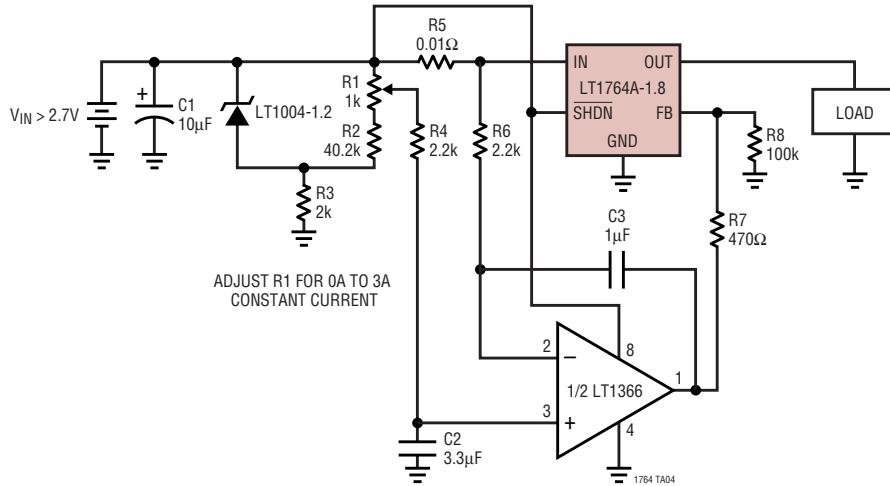 R5
0.01Ω
IN
OUT
LT1764A-1.8
SHDN
FB
GND
LOAD
VIN > 2.7V
+
C1
10µF
LT1004-1.2
R1
1k
R2
40.2k
R4
2.2k
R6
2.2k
R8
100k
R3
2k
C3
1µF
R7
470Ω
ADJUST R1 FOR 0A TO 3A
CONSTANT CURRENT
2
–
8
1/2 LT1366
1
3
+
4
C2
3.3µF
1764 TA04